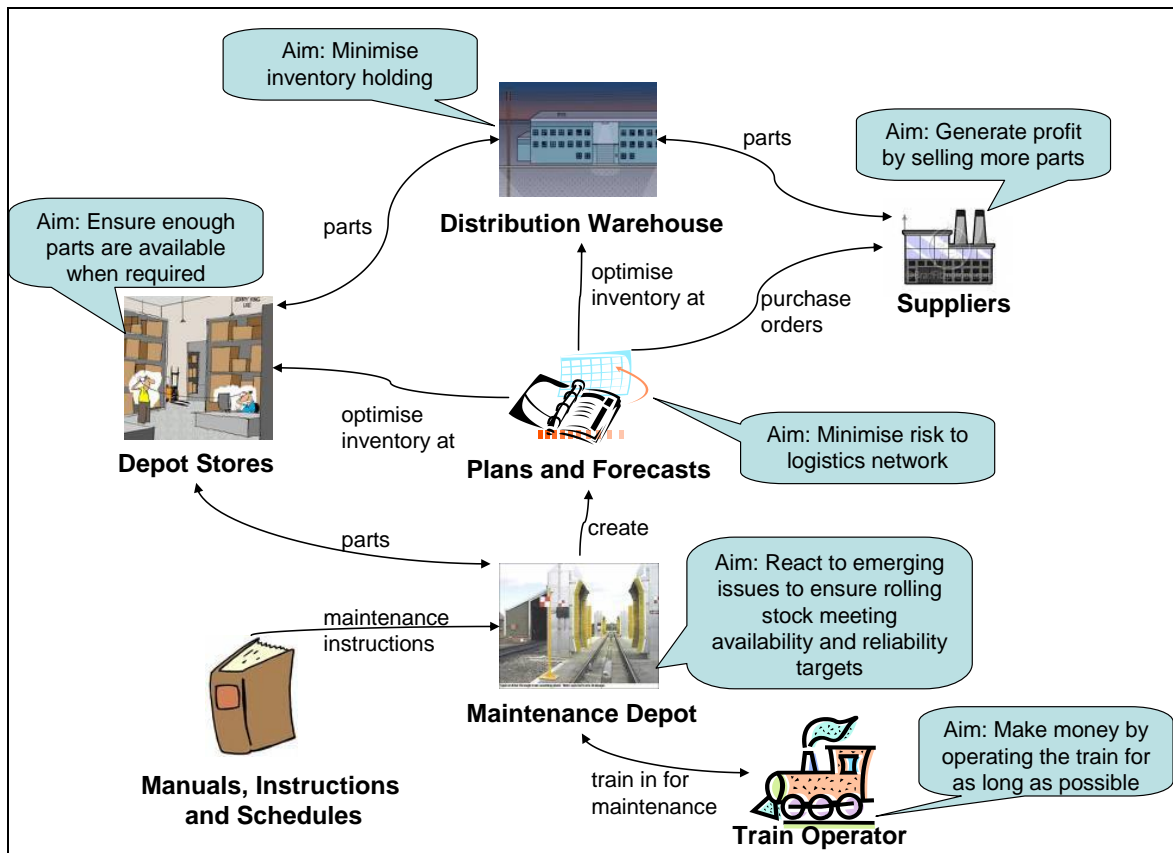 Aim: Minimise
inventory holding
parts
Aim: Generate profit
by selling more parts
Distribution Warehouse
Aim: Ensure enough
parts are available
when required
parts
optimise
inventory at
purchase
orders
Suppliers
optimise
inventory at
Depot Stores
Plans and Forecasts
Aim: Minimise risk to
logistics network
create
parts
Aim: React to emerging
issues to ensure rolling
stock meeting
availability and reliability
targets
maintenance
instructions
Maintenance Depot
Manuals, Instructions
and Schedules
train in for
maintenance
Train Operator
Aim: Make money by
operating the train for
as long as possible